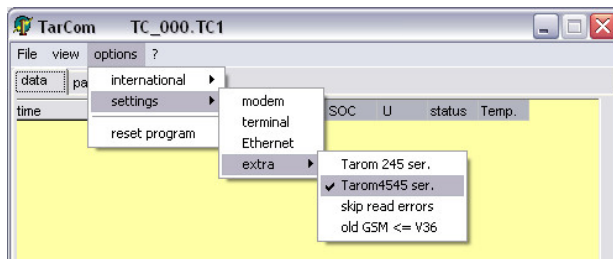 TarCom TC_000.TC1
File view options ?
data pa
international
settings
reset program
modem
terminal
Ethernet
extra
Tarom 245 ser.
Tarom4545 ser.
skip read errors
old GSM <= V36
time SOC U status Temp.